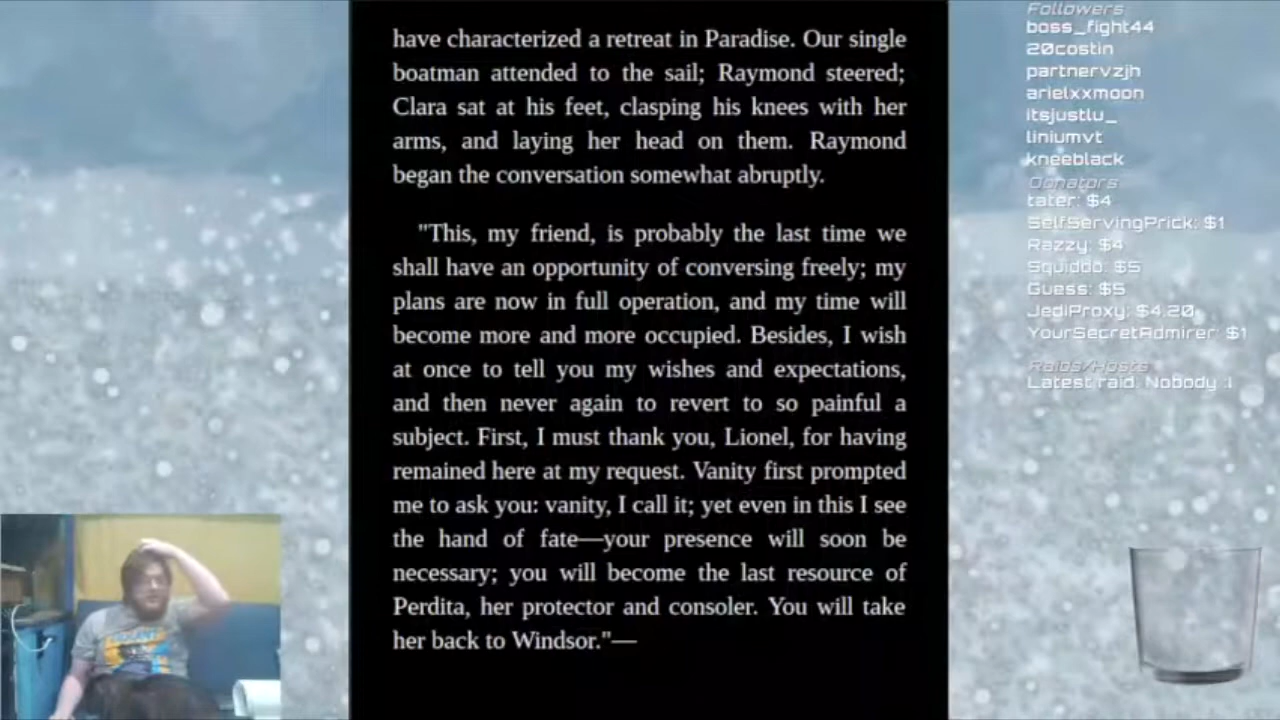 have characterized a retreat in Paradise. Our single
boatman attended to the sail; Raymond steered;
Clara sat at his feet, clasping his knees with her
arms, and laying her head on them. Raymond
began the conversation somewhat abruptly.
"This, my friend, is probably the last time we
shall have an opportunity of conversing freely; my
plans are now in full operation, and my time will
become more and more occupied. Besides, I wish
at once to tell you my wishes and expectations,
and then never again to revert to so painful a
subject. First, I must thank you, Lionel, for having
remained here at my request. Vanity first prompted
me to ask you: vanity, I call it; yet even in this I see
the hand of fate—your presence will soon be
necessary; you will become the last resource of
Perdita, her protector and consoler. You will take
her back to Windsor."—
Followers
boss_fight44
20costin
partnervzjh
arielxxmoon
itsjustlu_
liniumvt
kneeblack
Donators
tater: $4
SelfServingPrick: $1
Razzy: $4
Squiddo: $5
Guess: $5
JediProxy: $4.20
YourSecretAdmirer: $1
Raids/Hosts
Latest raid: Nobody :(